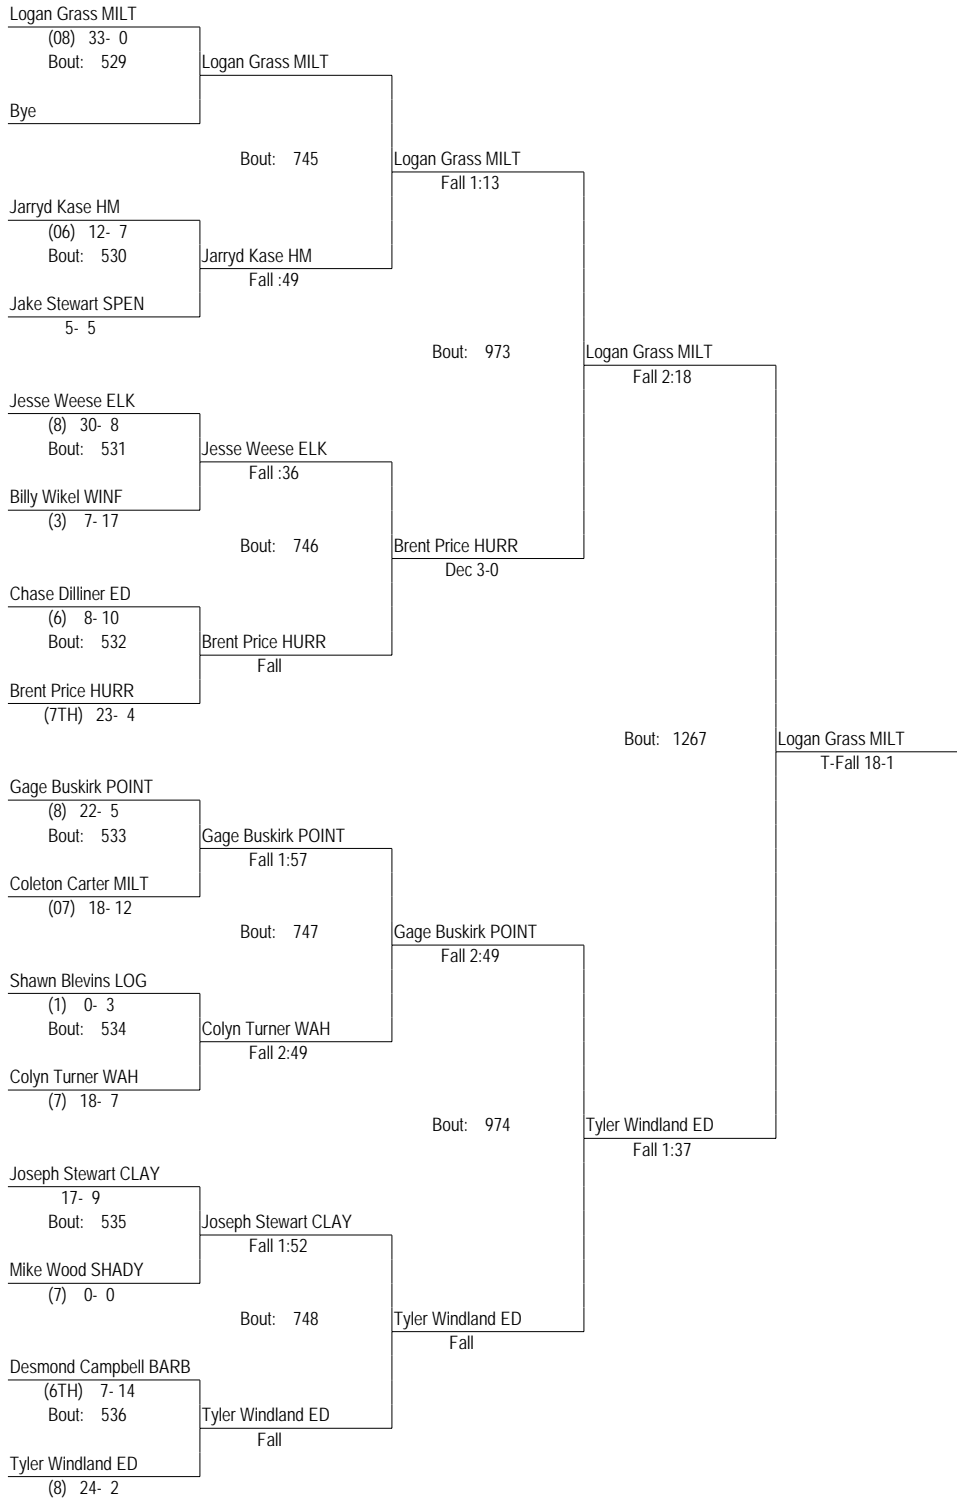 Logan Grass MILT
(08) 33- 0
Bout: 529
Logan Grass MILT
Bye
Bout: 745
Logan Grass MILT
Fall 1:13
Jarryd Kase HM
(06) 12- 7
Bout: 530
Jarryd Kase HM
Fall :49
Jake Stewart SPEN
5- 5
Bout: 973
Logan Grass MILT
Fall 2:18
Jesse Weese ELK
(8) 30- 8
Bout: 531
Jesse Weese ELK
Fall :36
Billy Wikel WINF
(3) 7- 17
Bout: 746
Brent Price HURR
Dec 3-0
Chase Dilliner ED
(6) 8- 10
Bout: 532
Brent Price HURR
Fall
Brent Price HURR
(7TH) 23- 4
Bout: 1267
Logan Grass MILT
T-Fall 18-1
Gage Buskirk POINT
(8) 22- 5
Bout: 533
Gage Buskirk POINT
Fall 1:57
Coleton Carter MILT
(07) 18- 12
Bout: 747
Gage Buskirk POINT
Fall 2:49
Shawn Blevins LOG
(1) 0- 3
Bout: 534
Colyn Turner WAH
Fall 2:49
Colyn Turner WAH
(7) 18- 7
Bout: 974
Tyler Windland ED
Fall 1:37
Joseph Stewart CLAY
17- 9
Bout: 535
Joseph Stewart CLAY
Fall 1:52
Mike Wood SHADY
(7) 0- 0
Bout: 748
Tyler Windland ED
Fall
Desmond Campbell BARB
(6TH) 7- 14
Bout: 536
Tyler Windland ED
Fall
Tyler Windland ED
(8) 24- 2